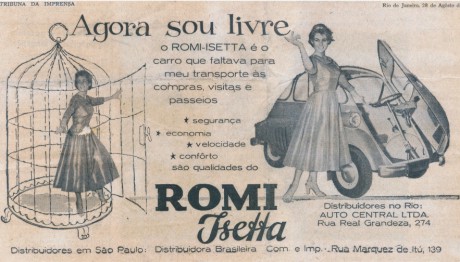 TRIBUNA DA IMPRENSA
Rio de Janeiro, 28 de Agôsto d
Agora sou livre
o ROMI-ISETTA é o
carro que faltava para
meu transporte às
compras, visitas e
passeios
★ segurança
★ economia
★ velocidade
★ confôrto
são qualidades do
ROMI
Isetta
Distribuidores no Rio:
AUTO CENTRAL LTDA.
Rua Real Grandeza, 274
Distribuidores em São Paulo: Distribuidora Brasileira Com. e Imp. - Rua Marquez de Itú, 139